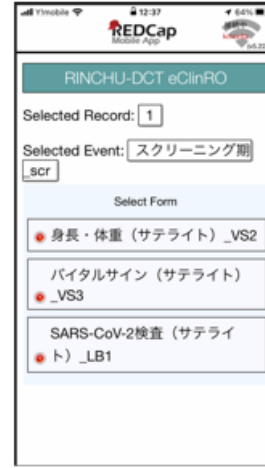 Y!mobile 12:37 64%
REDCap
Mobile App
RINCHU-DCT eClinRO
Selected Record: 1
Selected Event: スクリーニング期
_scr
Select Form
身長・体重（サテライト）_VS2
バイタルサイン（サテライト）
_VS3
SARS-CoV-2検査（サテライ
ト）_LB1